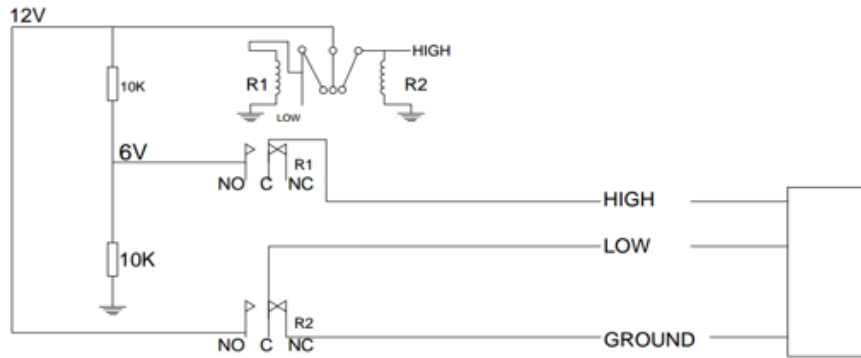 12V
HIGH
10K
R1
R2
LOW
6V
R1
NO C NC
HIGH
LOW
10K
R2
NO C NC
GROUND